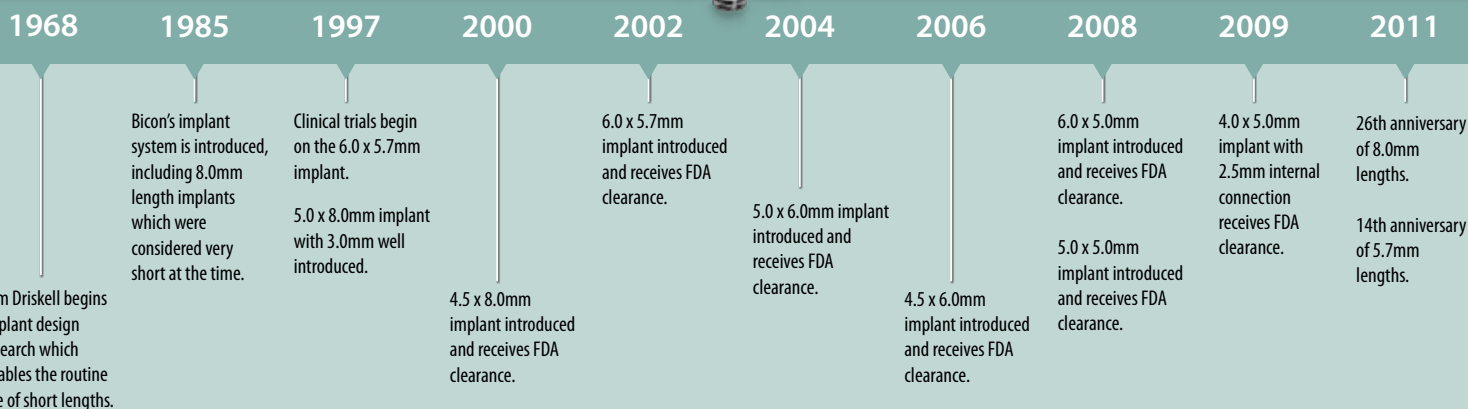 1968
m Driskell begins
plant design
earch which
ables the routine
e of short lengths.
1985
Bicon's implant
system is introduced,
including 8.0mm
length implants
which were
considered very
short at the time.
1997
Clinical trials begin
on the 6.0 x 5.7mm
implant.
5.0 x 8.0mm implant
with 3.0mm well
introduced.
2000
4.5 x 8.0mm
implant introduced
and receives FDA
clearance.
2002
6.0 x 5.7mm
implant introduced
and receives FDA
clearance.
2004
5.0 x 6.0mm implant
introduced and
receives FDA
clearance.
2006
4.5 x 6.0mm
implant introduced
and receives FDA
clearance.
2008
6.0 x 5.0mm
implant introduced
and receives FDA
clearance.
5.0 x 5.0mm
implant introduced
and receives FDA
clearance.
2009
4.0 x 5.0mm
implant with
2.5mm internal
connection
receives FDA
clearance.
2011
26th anniversary
of 8.0mm
lengths.
14th anniversary
of 5.7mm
lengths.